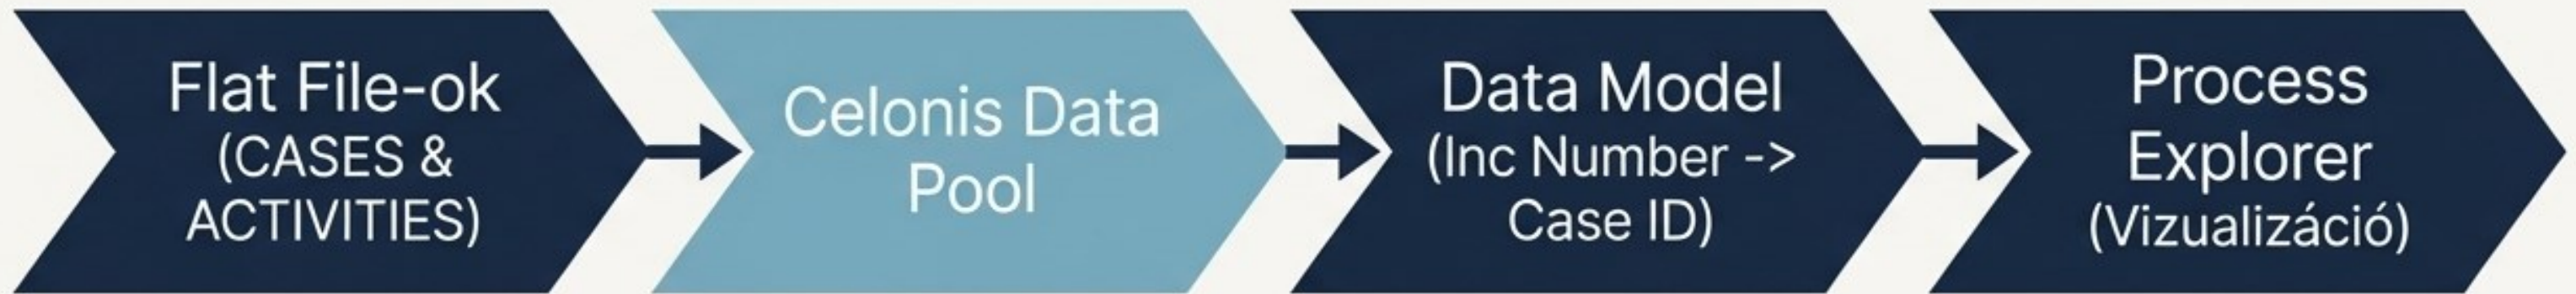 Flat File-ok
(CASES &
ACTIVITIES)
Celonis Data
Pool
Data Model
(Inc Number ->
Case ID)
Process
Explorer
(Vizualizáció)